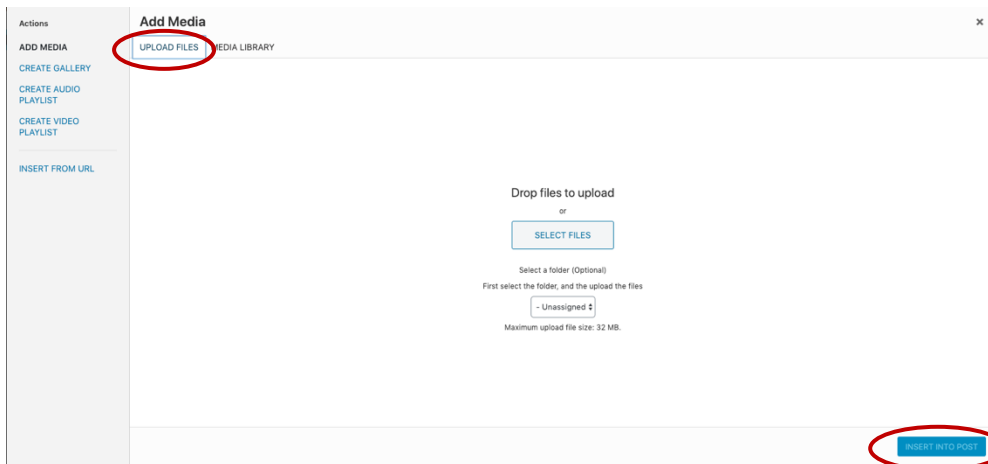 Actions
ADD MEDIA
CREATE GALLERY
CREATE AUDIO
PLAYLIST
CREATE VIDEO
PLAYLIST
INSERT FROM URL
Add Media
×
UPLOAD FILES MEDIA LIBRARY
Drop files to upload
or
SELECT FILES
Select a folder (Optional)
First select the folder, and the upload the files
- Unassigned
Maximum upload file size: 32 MB.
INSERT INTO POST